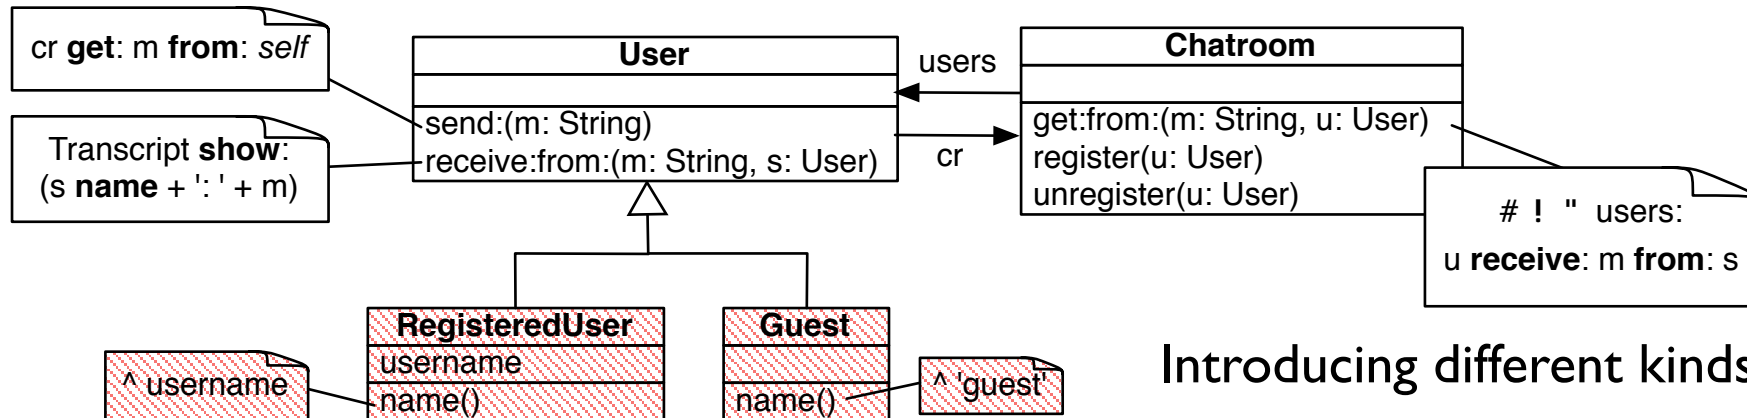 cr get: m from: self
Transcript show:
(s name + ': ' + m)
User
send:(m: String)
receive:from:(m: String, s: User)
users
cr
Chatroom
get:from:(m: String, u: User)
register(u: User)
unregister(u: User)
# ! " users:
u receive: m from: s
RegisteredUser
username
name()
^ username
Guest
name()
^ 'guest'
Introducing different kinds